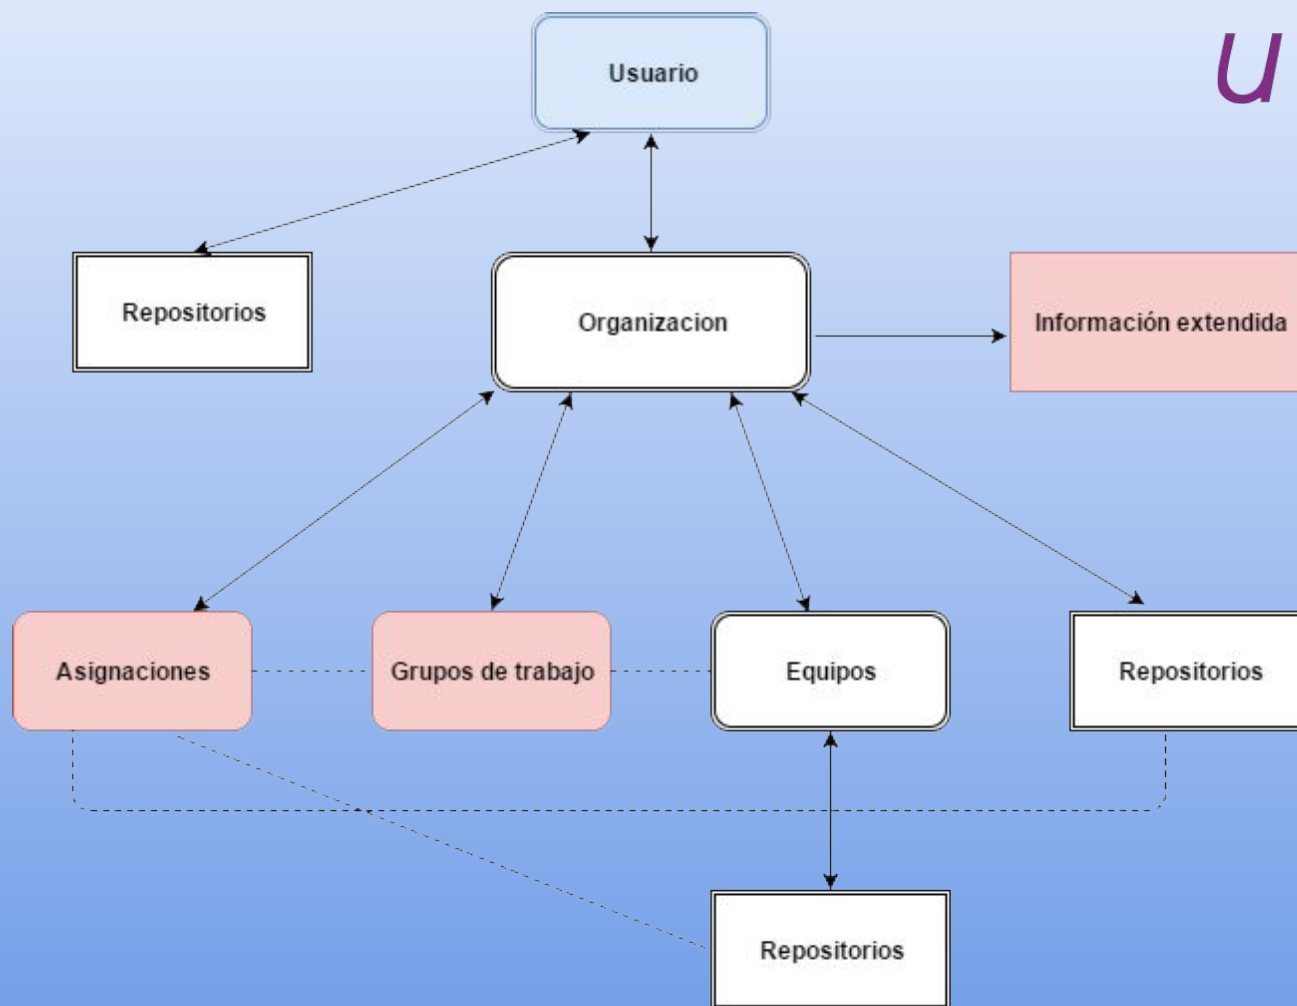 Usuario
u
Repositorios
Organizacion
Información extendida
Asignaciones
Grupos de trabajo
Equipos
Repositorios
Repositorios